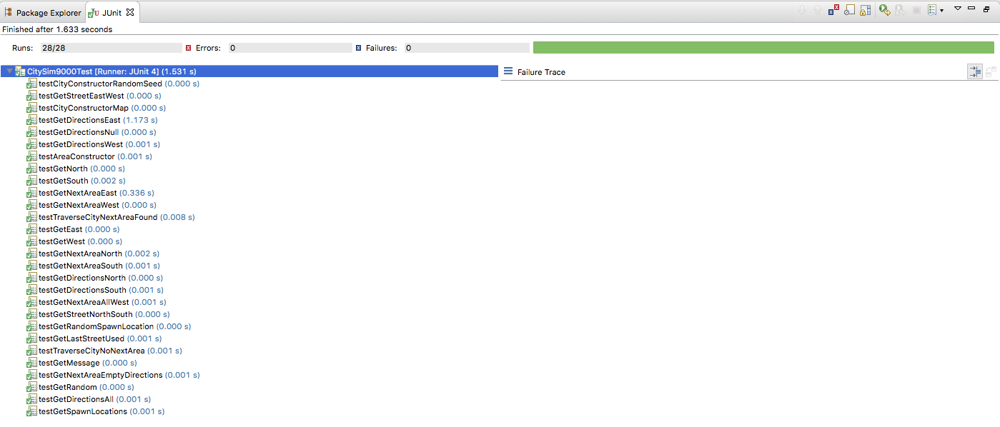 Package Explorer JUnit
Finished after 1.633 seconds
Runs: 28/28 Errors: 0 Failures: 0
CitySim9000Test [Runner: JUnit 4] (1.531 s)
Failure Trace
testCityConstructorRandomSeed (0.000 s)
testGetStreetEastWest (0.000 s)
testCityConstructorMap (0.000 s)
testGetDirectionsEast (1.173 s)
testGetDirectionsNull (0.000 s)
testGetDirectionsWest (0.001 s)
testAreaConstructor (0.001 s)
testGetNorth (0.000 s)
testGetSouth (0.002 s)
testGetNextAreaEast (0.336 s)
testGetNextAreaWest (0.000 s)
testTraverseCityNextAreaFound (0.008 s)
testGetEast (0.000 s)
testGetWest (0.000 s)
testGetNextAreaNorth (0.002 s)
testGetNextAreaSouth (0.001 s)
testGetDirectionsNorth (0.000 s)
testGetDirectionsSouth (0.001 s)
testGetNextAreaAllWest (0.001 s)
testGetStreetNorthSouth (0.000 s)
testGetRandomSpawnLocation (0.000 s)
testGetLastStreetUsed (0.001 s)
testTraverseCityNoNextArea (0.001 s)
testGetMessage (0.000 s)
testGetNextAreaEmptyDirections (0.001 s)
testGetRandom (0.000 s)
testGetDirectionsAll (0.001 s)
testGetSpawnLocations (0.001 s)